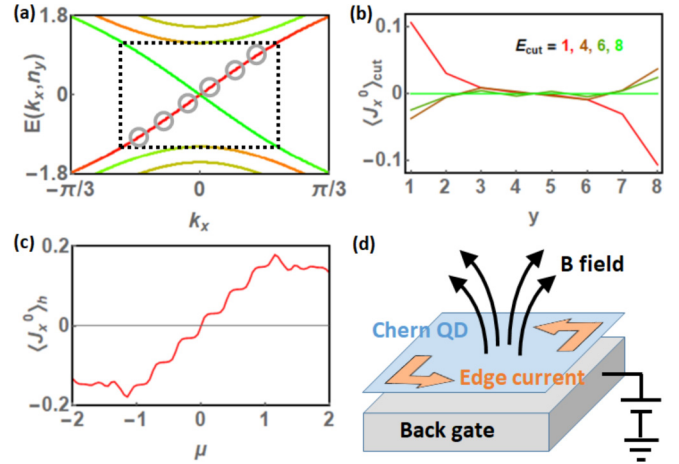 (a)
1.8
0
−1.8
E(kx,ny)
−π/3 0 π/3
kx
(b)
0.1
0
−0.1
⟨Jx0⟩cut
Ecut = 1, 4, 6, 8
1 2 3 4 5 6 7 8
y
(c)
0.2
0
−0.2
⟨Jx0⟩h
−2 −1 0 1 2
μ
(d)
B field
Chern QD
Edge current
Back gate